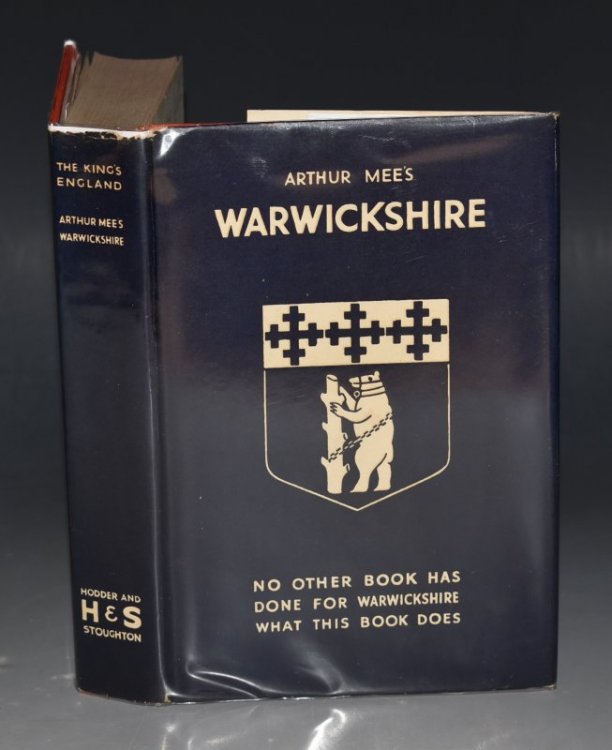 THE KING'S
ENGLAND
ARTHUR MEE'S
WARWICKSHIRE
HODDER AND
H & S
STOUGHTON
ARTHUR MEE'S
WARWICKSHIRE
NO OTHER BOOK HAS
DONE FOR WARWICKSHIRE
WHAT THIS BOOK DOES